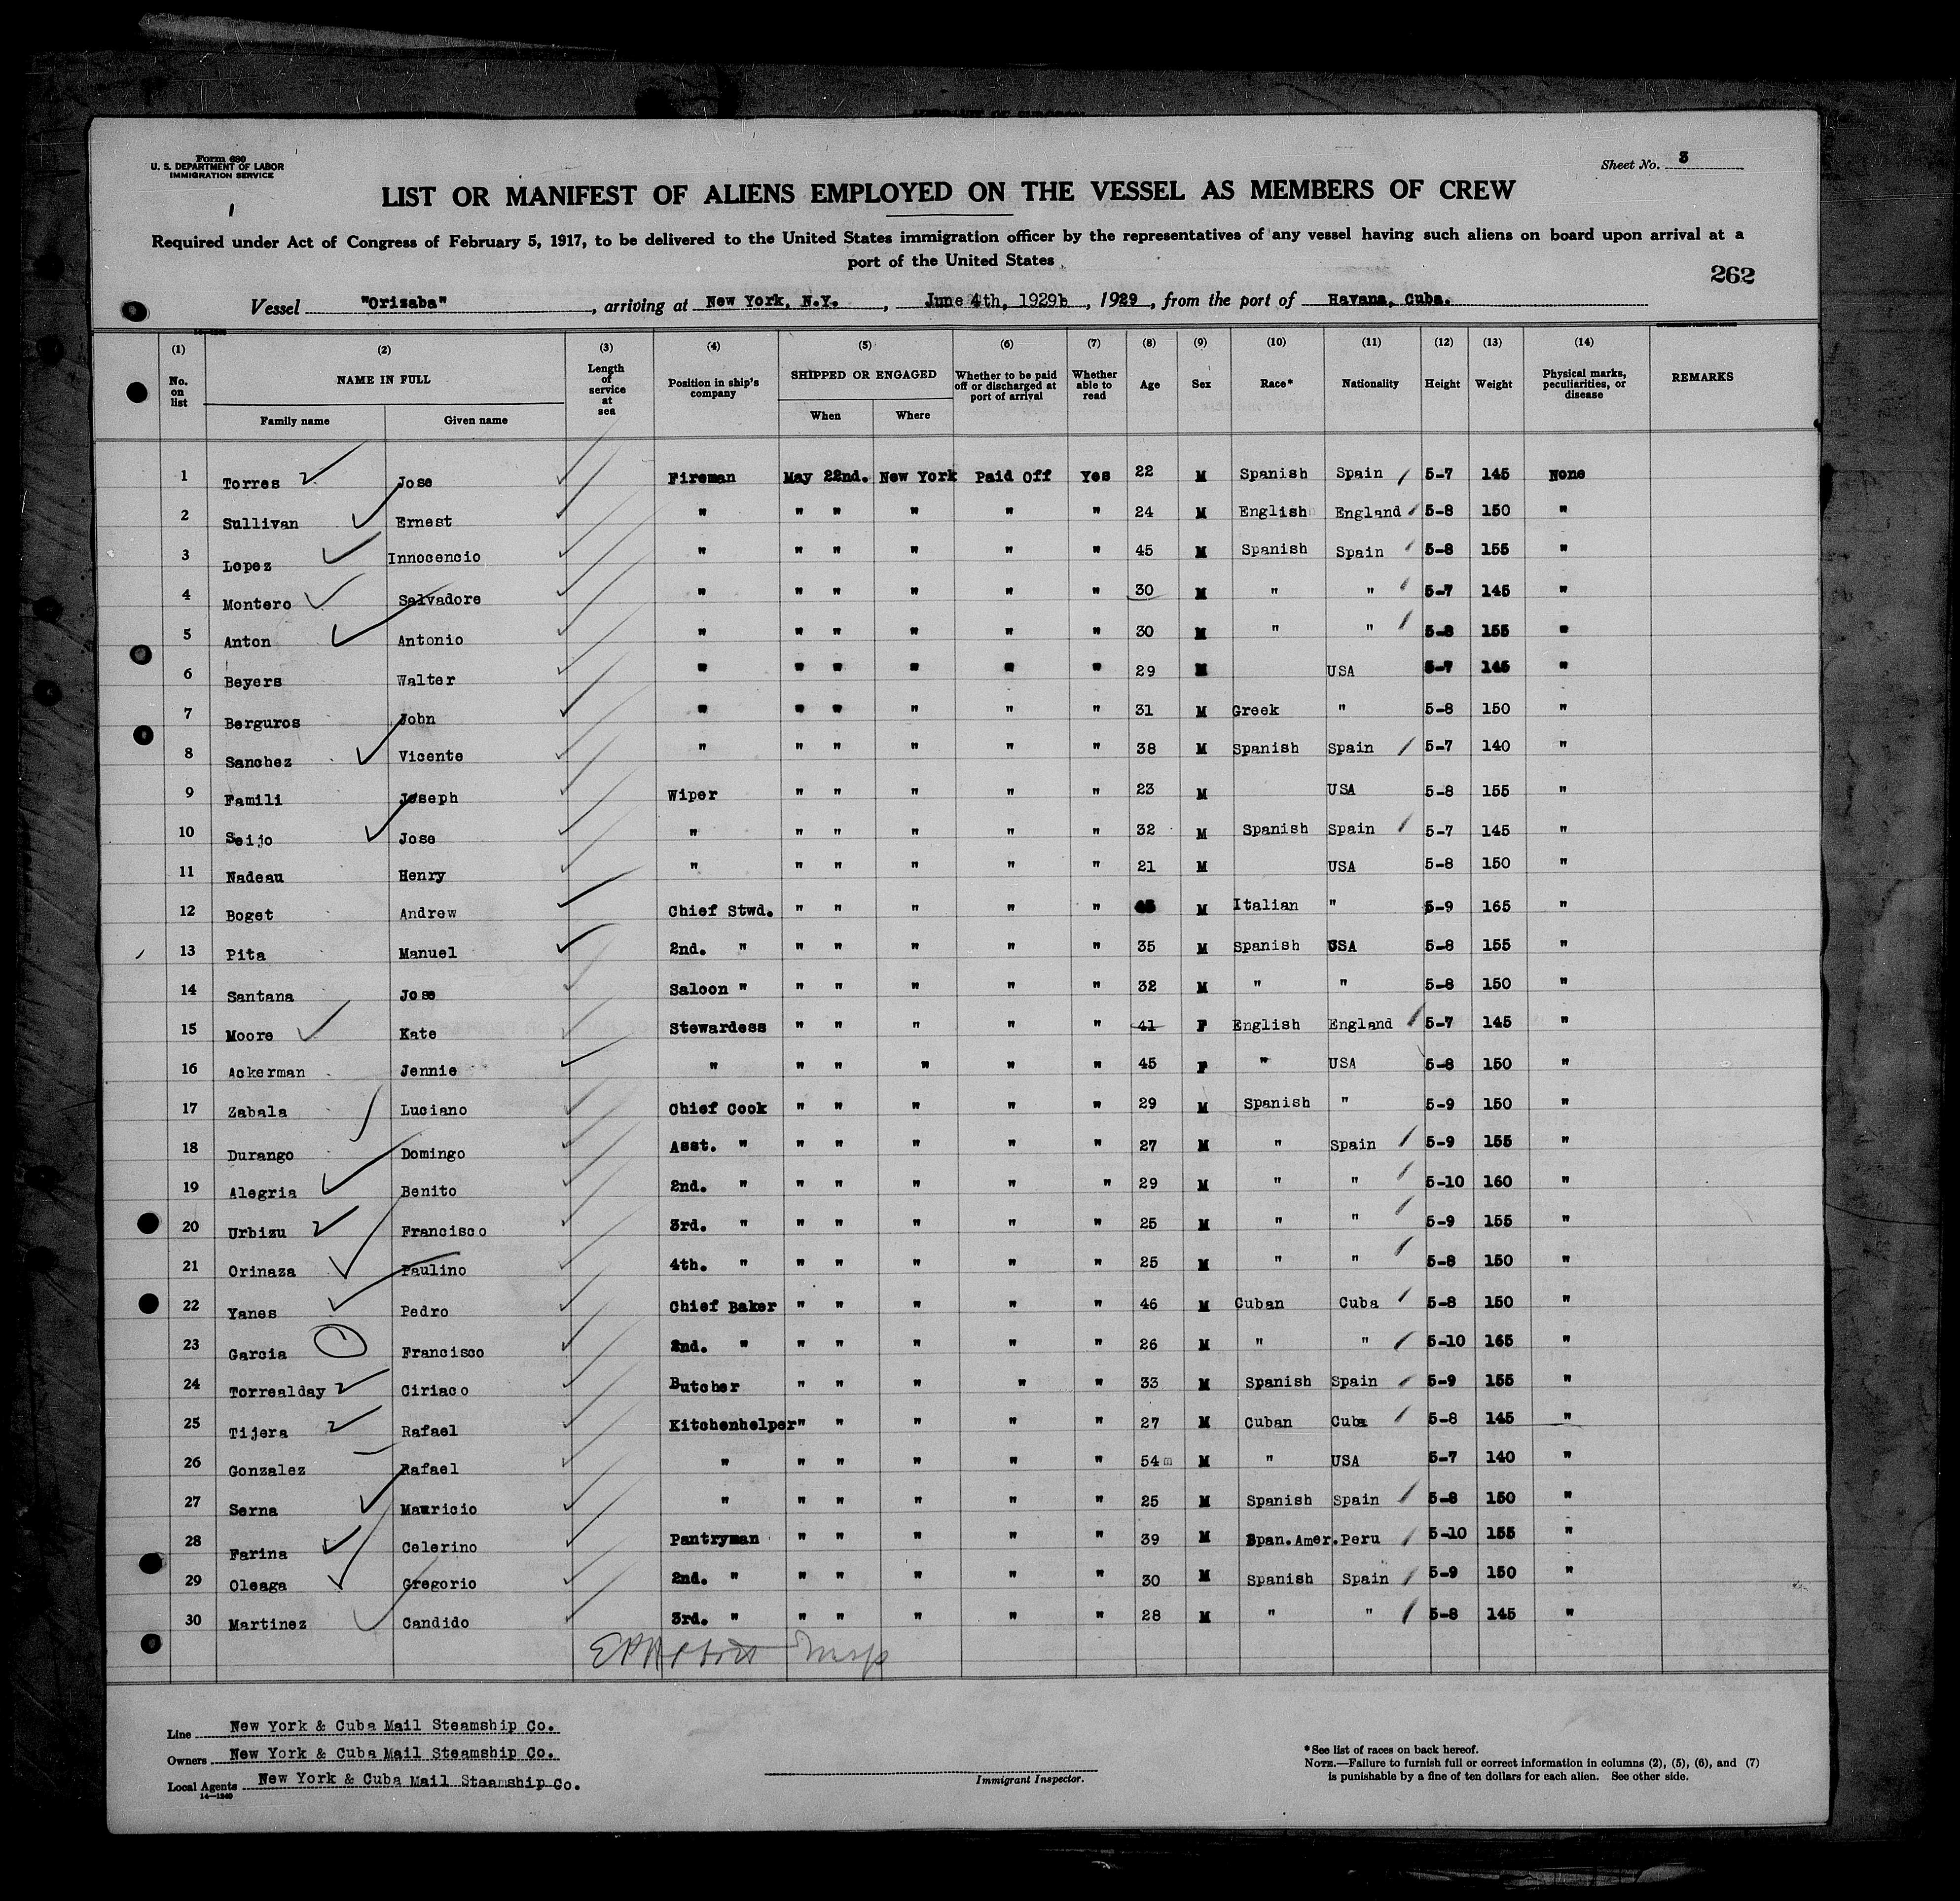 Form 680
U. S. DEPARTMENT OF LABOR
IMMIGRATION SERVICE
Sheet No. 3
LIST OR MANIFEST OF ALIENS EMPLOYED ON THE VESSEL AS MEMBERS OF CREW
Required under Act of Congress of February 5, 1917, to be delivered to the United States immigration officer by the representatives of any vessel having such aliens on board upon arrival at a
port of the United States
262
Vessel "Orizaba", arriving at New York, N.Y., June 4th, 1929, 1929, from the port of Havana, Cuba.
(1) (2) (3) (4) (5) (6) (7) (8) (9) (10) (11) (12) (13) (14)
No. on list NAME IN FULL Family name Given name Length of service at sea Position in ship's company SHIPPED OR ENGAGED When Where Whether to be paid off or discharged at port of arrival Whether able to read Age Sex Race* Nationality Height Weight Physical marks, peculiarities, or disease REMARKS
1 Torres Jose Fireman May 22nd. New York Paid Off Yes 22 M Spanish Spain 5-7 145 None
2 Sullivan Ernest " " " " " " 24 M English England 5-8 150 "
3 Lopez Innocencio " " " " " " 45 M Spanish Spain 5-8 155 "
4 Montero Salvadore " " " " " " 30 M " " 5-7 145 "
5 Anton Antonio " " " " " " 30 M " " 5-8 155 "
6 Beyers Walter " " " " " " 29 M USA 5-7 145 "
7 Berguros John " " " " " " 31 M Greek " 5-8 150 "
8 Sanchez Vicente " " " " " " 38 M Spanish Spain 5-7 140 "
9 Famili Joseph Wiper " " " " " 23 M USA 5-8 155 "
10 Seijo Jose " " " " " " 32 M Spanish Spain 5-7 145 "
11 Nadeau Henry " " " " " " 21 M USA 5-8 150 "
12 Boget Andrew Chief Stwd. " " " " " 45 M Italian " 5-9 165 "
13 Pita Manuel 2nd. " " " " " " 35 M Spanish USA 5-8 155 "
14 Santana Jose Saloon " " " " " " 32 M " " 5-8 150 "
15 Moore Kate Stewardess " " " " " 41 F English England 5-7 145 "
16 Ackerman Jennie " " " " " " 45 F " USA 5-8 150 "
17 Zabala Luciano Chief Cook " " " " " 29 M Spanish " 5-9 150 "
18 Durango Domingo Asst. " " " " " " 27 M " Spain 5-9 155 "
19 Alegria Benito 2nd. " " " " " " 29 M " " 5-10 160 "
20 Urbizu Francisco 3rd. " " " " " " 25 M " " 5-9 155 "
21 Orinaza Paulino 4th. " " " " " " 25 M " " 5-8 150 "
22 Yanes Pedro Chief Baker " " " " " 46 M Cuban Cuba 5-8 150 "
23 Garcia Francisco 2nd. " " " " " " 26 M " " 5-10 165 "
24 Torrealday Ciriaco Butcher " " " " " 33 M Spanish Spain 5-9 155 "
25 Tijera Rafael Kitchenhelper " " " " " 27 M Cuban Cuba 5-8 145 "
26 Gonzalez Rafael " " " " " " 54 M " USA 5-7 140 "
27 Serna Mauricio " " " " " " 25 M Spanish Spain 5-8 150 "
28 Farina Celerino Pantryman " " " " " 39 M Span.Amer. Peru 5-10 155 "
29 Oleaga Gregorio 2nd. " " " " " " 30 M Spanish Spain 5-9 150 "
30 Martinez Candido 3rd. " " " " " " 28 M " " 5-8 145 "
Line New York & Cuba Mail Steamship Co.
Owners New York & Cuba Mail Steamship Co.
Local Agents New York & Cuba Mail Steamship Co.
14—1240
Immigrant Inspector.
*See list of races on back hereof.
NOTE.—Failure to furnish full or correct information in columns (2), (5), (6), and (7)
is punishable by a fine of ten dollars for each alien. See other side.